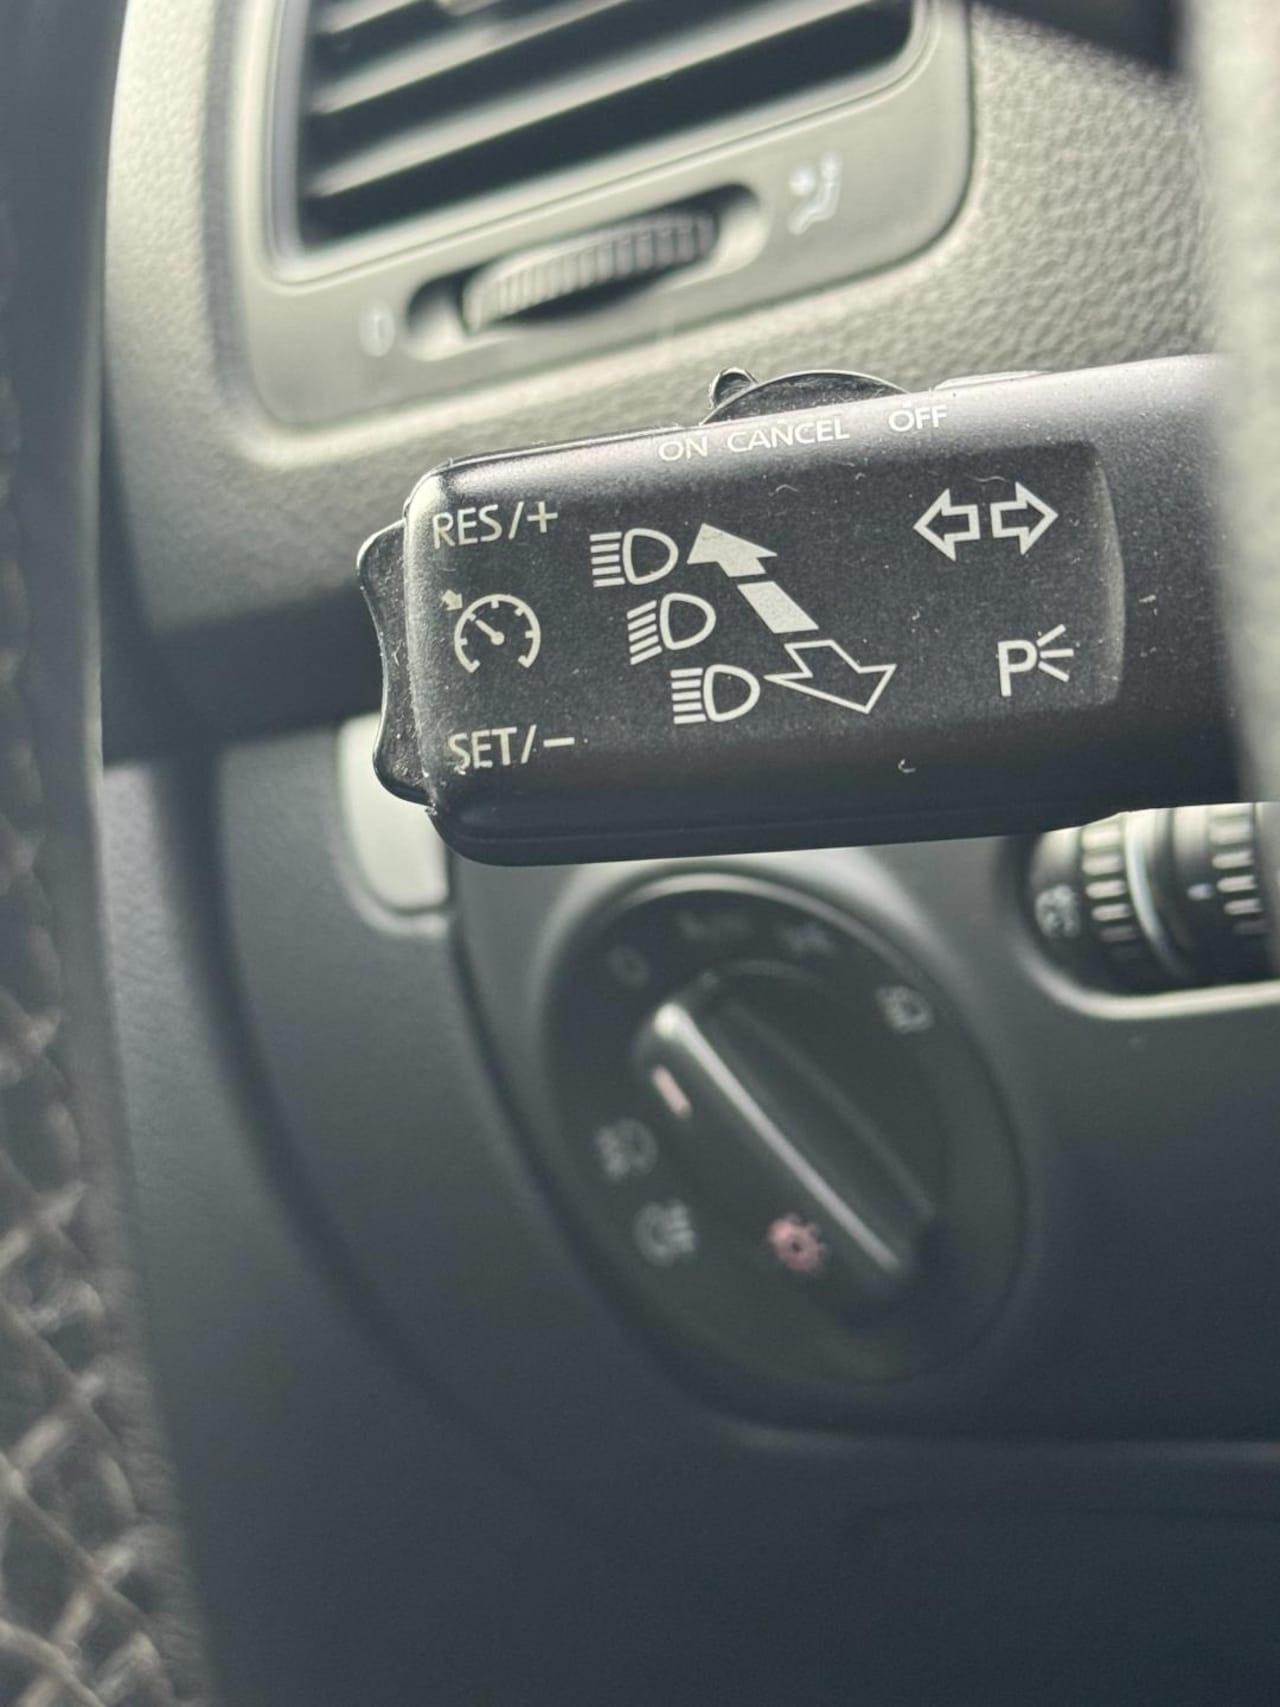 ON CANCEL OFF
RES/+
SET/−
P